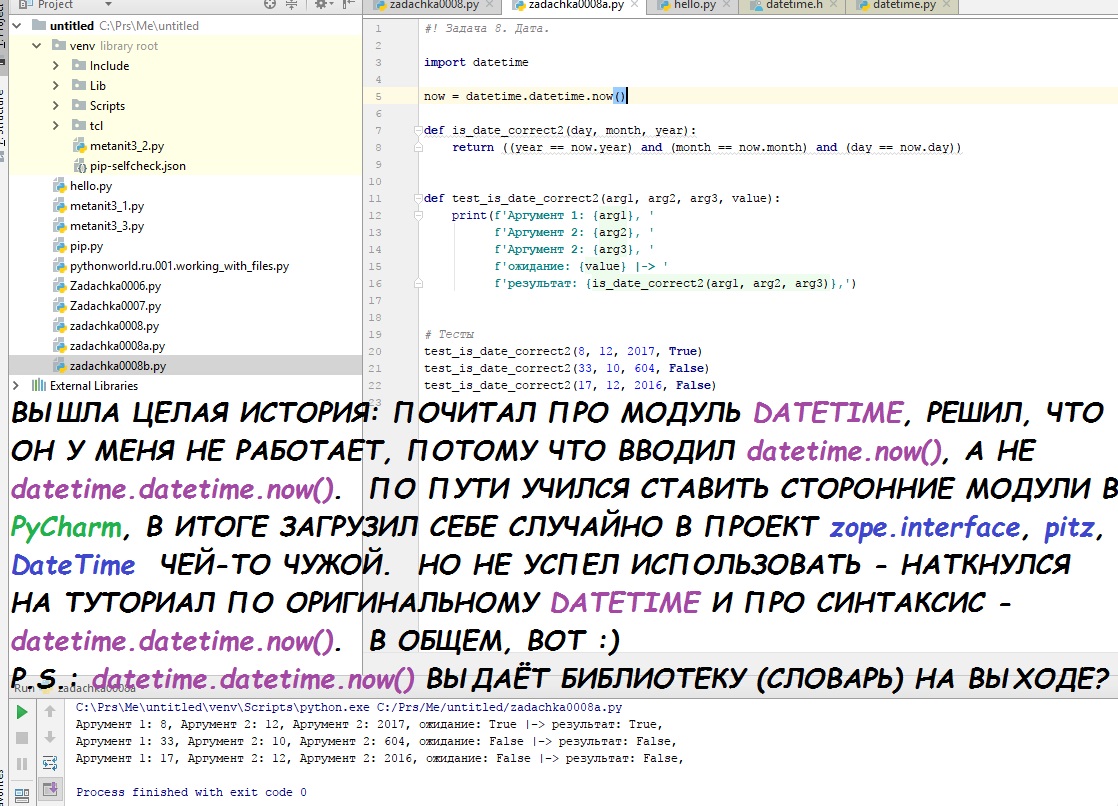 Project
zadachka0008.py
zadachka0008a.py
hello.py
datetime.h
datetime.py
untitled C:\Prs\Me\untitled
venv library root
Include
Lib
Scripts
tcl
metanit3_2.py
pip-selfcheck.json
hello.py
metanit3_1.py
metanit3_3.py
pip.py
pythonworld.ru.001.working_with_files.py
Zadachka0006.py
Zadachka0007.py
zadachka0008.py
zadachka0008a.py
zadachka0008b.py
External Libraries
1 #! Задача 8. Дата.
2
3 import datetime
4
5 now = datetime.datetime.now()
6
7 def is_date_correct2(day, month, year):
8 return ((year == now.year) and (month == now.month) and (day == now.day))
9
10
11 def test_is_date_correct2(arg1, arg2, arg3, value):
12 print(f'Аргумент 1: {arg1}, '
13 f'Аргумент 2: {arg2}, '
14 f'Аргумент 2: {arg3}, '
15 f'ожидание: {value} |-> '
16 f'результат: {is_date_correct2(arg1, arg2, arg3)},')
17
18
19 # Тесты
20 test_is_date_correct2(8, 12, 2017, True)
21 test_is_date_correct2(33, 10, 604, False)
22 test_is_date_correct2(17, 12, 2016, False)
23
ВЫШЛА ЦЕЛАЯ ИСТОРИЯ: ПОЧИТАЛ ПРО МОДУЛЬ DATETIME, РЕШИЛ, ЧТО
ОН У МЕНЯ НЕ РАБОТАЕТ, ПОТОМУ ЧТО ВВОДИЛ datetime.now(), А НЕ
datetime.datetime.now(). ПО ПУТИ УЧИЛСЯ СТАВИТЬ СТОРОННИЕ МОДУЛИ В
PyCharm, В ИТОГЕ ЗАГРУЗИЛ СЕБЕ СЛУЧАЙНО В ПРОЕКТ zope.interface, pitz,
DateTime ЧЕЙ-ТО ЧУЖОЙ. НО НЕ УСПЕЛ ИСПОЛЬЗОВАТЬ - НАТКНУЛСЯ
НА ТУТОРИАЛ ПО ОРИГИНАЛЬНОМУ DATETIME И ПРО СИНТАКСИС -
datetime.datetime.now(). В ОБЩЕМ, ВОТ :)
P.S.: datetime.datetime.now() ВЫДАЁТ БИБЛИОТЕКУ (СЛОВАРЬ) НА ВЫХОДЕ?
Run zadachka0008a
C:\Prs\Me\untitled\venv\Scripts\python.exe C:/Prs/Me/untitled/zadachka0008a.py
Аргумент 1: 8, Аргумент 2: 12, Аргумент 2: 2017, ожидание: True |-> результат: True,
Аргумент 1: 33, Аргумент 2: 10, Аргумент 2: 604, ожидание: False |-> результат: False,
Аргумент 1: 17, Аргумент 2: 12, Аргумент 2: 2016, ожидание: False |-> результат: False,
Process finished with exit code 0